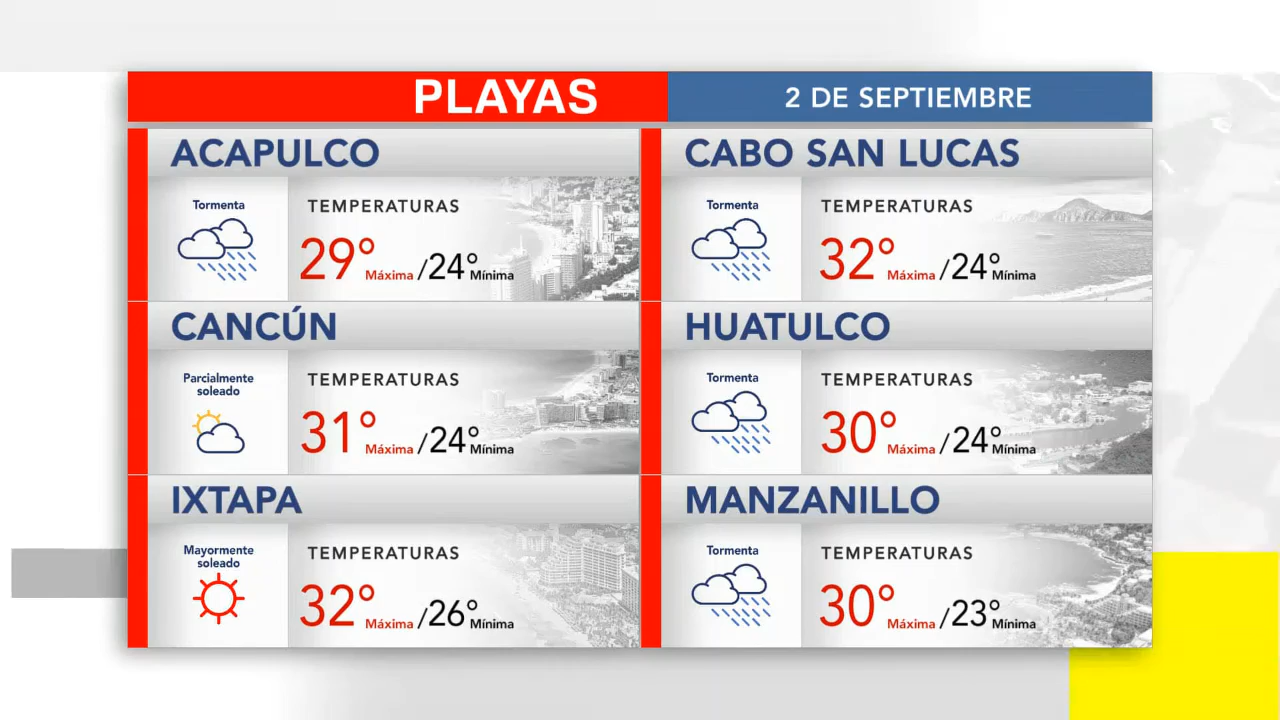 PLAYAS
2 DE SEPTIEMBRE
ACAPULCO
Tormenta
TEMPERATURAS
29° Máxima /24° Mínima
CABO SAN LUCAS
Tormenta
TEMPERATURAS
32° Máxima /24° Mínima
CANCÚN
Parcialmente
soleado
TEMPERATURAS
31° Máxima /24° Mínima
HUATULCO
Tormenta
TEMPERATURAS
30° Máxima /24° Mínima
IXTAPA
Mayormente
soleado
TEMPERATURAS
32° Máxima /26° Mínima
MANZANILLO
Tormenta
TEMPERATURAS
30° Máxima /23° Mínima